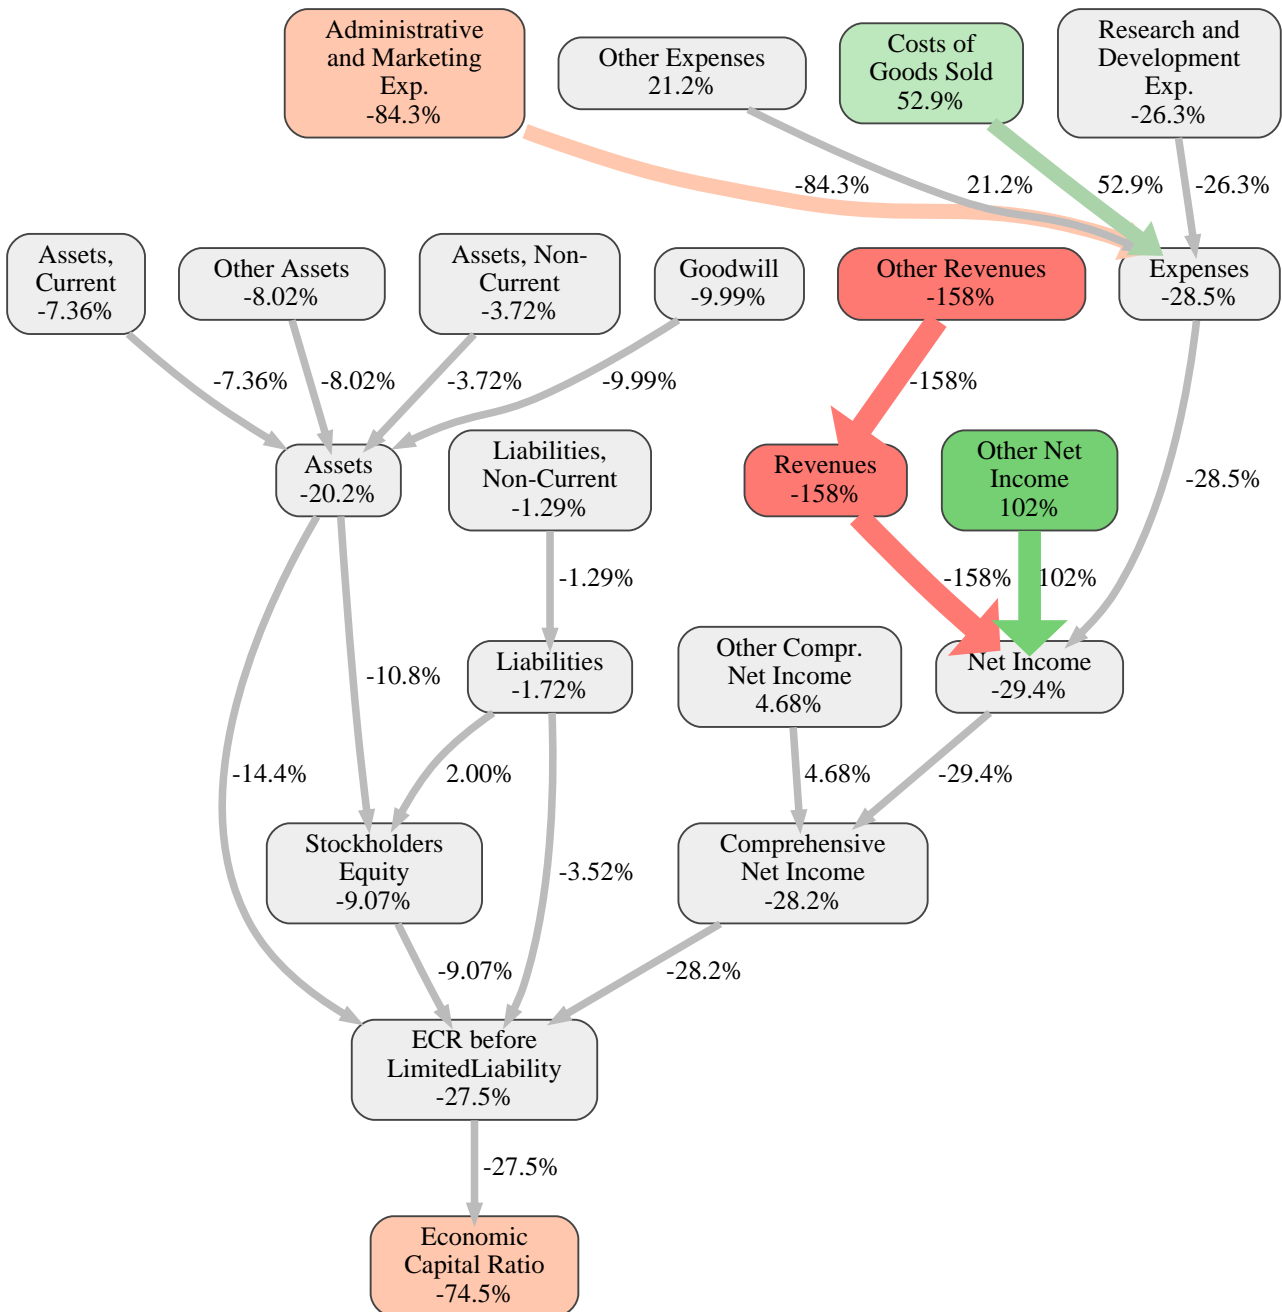 Administrative
and Marketing
Exp.
-84.3%
Other Expenses
21.2%
Costs of
Goods Sold
52.9%
Research and
Development
Exp.
-26.3%
-84.3%
21.2%
52.9%
-26.3%
Assets,
Current
-7.36%
Other Assets
-8.02%
Assets, Non-
Current
-3.72%
Goodwill
-9.99%
Other Revenues
-158%
Expenses
-28.5%
-7.36%
-8.02%
-3.72%
-9.99%
-158%
Assets
-20.2%
Liabilities,
Non-Current
-1.29%
Revenues
-158%
Other Net
Income
102%
-28.5%
-1.29%
-158%
102%
-10.8%
Liabilities
-1.72%
Other Compr.
Net Income
4.68%
Net Income
-29.4%
-14.4%
2.00%
4.68%
-29.4%
Stockholders
Equity
-9.07%
-3.52%
Comprehensive
Net Income
-28.2%
-9.07%
-28.2%
ECR before
LimitedLiability
-27.5%
-27.5%
Economic
Capital Ratio
-74.5%